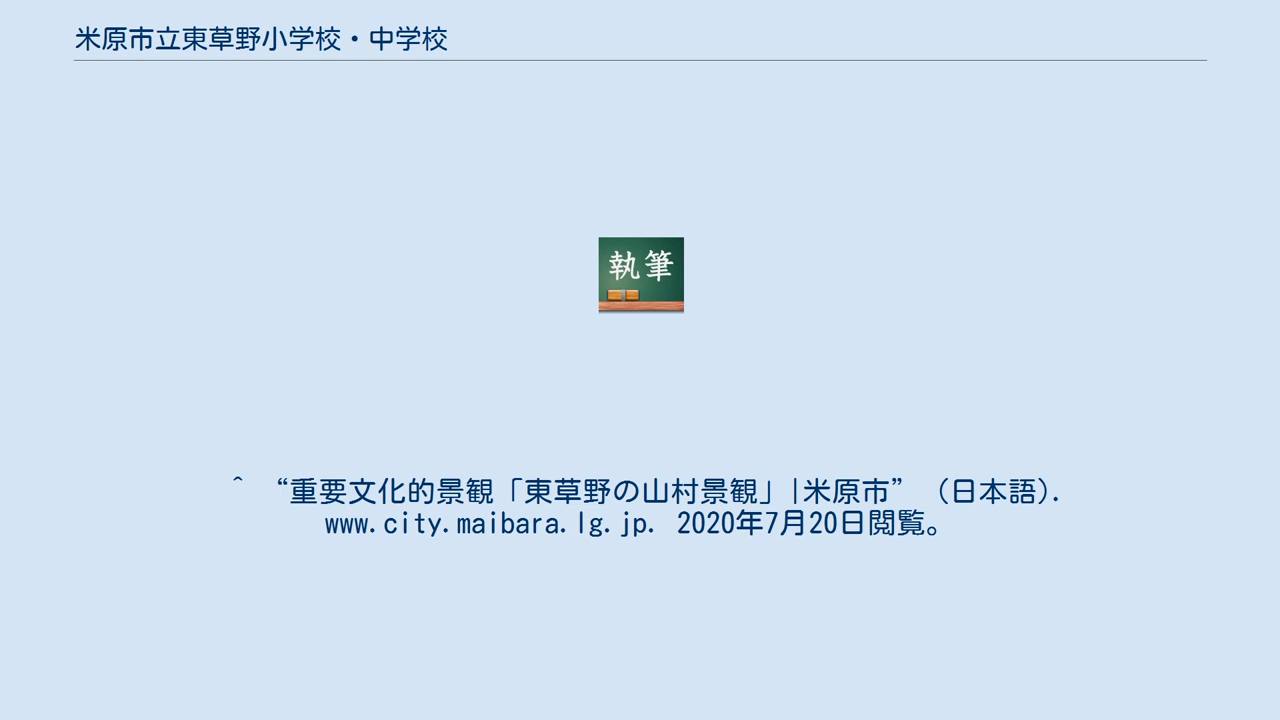 米原市立東草野小学校・中学校
執筆
^ “重要文化的景観「東草野の山村景観」|米原市” (日本語).
www.city.maibara.lg.jp. 2020年7月20日閲覧。